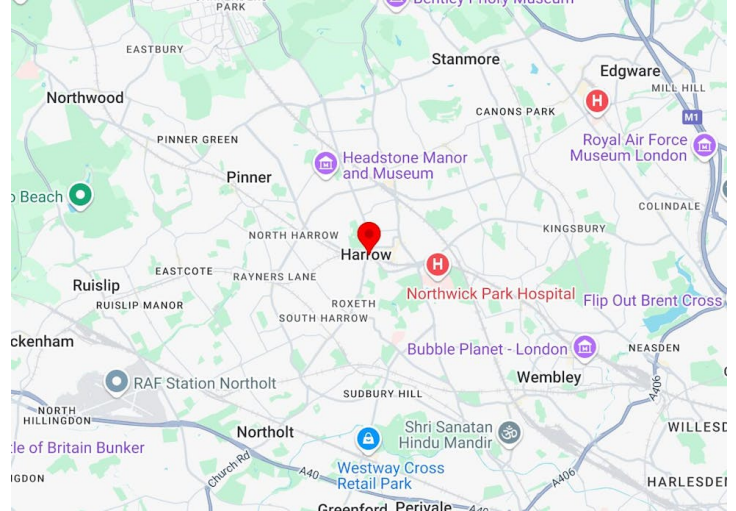 PARK
Bentley Priory Museum
EASTBURY
Stanmore
Edgware
Northwood
MILL HILL
H
CANONS PARK
M1
PINNER GREEN
Royal Air Force
Museum London
Headstone Manor
and Museum
Pinner
o Beach
COLINDALE
NORTH HARROW
KINGSBURY
Harrow
H
EASTCOTE
RAYNERS LANE
Ruislip
Northwick Park Hospital
Flip Out Brent Cross
RUISLIP MANOR
ROXETH
SOUTH HARROW
ckenham
Bubble Planet - London
NEASDEN
Wembley
RAF Station Northolt
A406
SUDBURY HILL
NORTH
HILLINGDON
Northolt
Shri Sanatan
Hindu Mandir
ॐ
WILLESD
tle of Britain Bunker
Church Rd
A40
Westway Cross
Retail Park
A406
NGDON
HARLESDEN
Greenford
Perivale